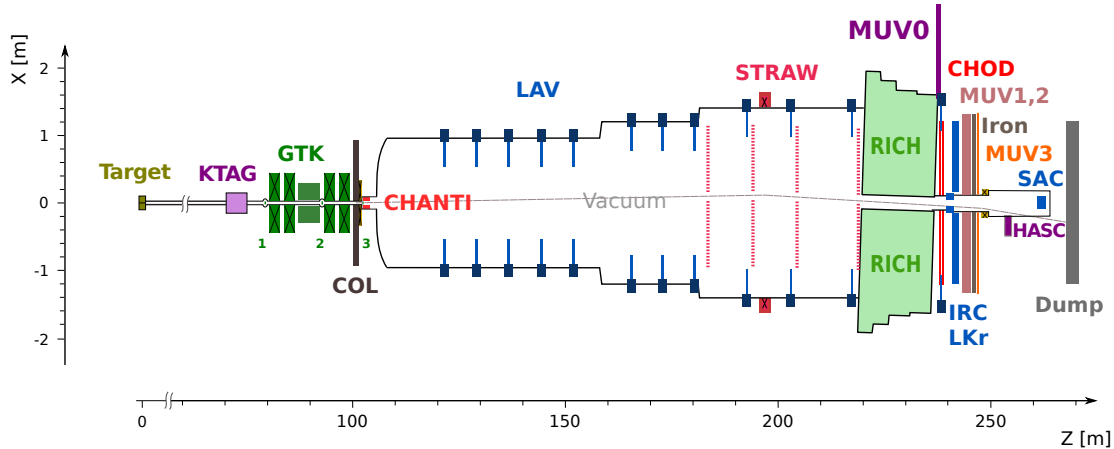 MUV0
X [m]
2
STRAW
CHOD
LAV
MUV1,2
1
Iron
GTK
RICH
MUV3
Target
KTAG
SAC
0
CHANTI
Vacuum
HASC
1
2
3
-1
RICH
COL
IRC
Dump
LKr
-2
0
100
150
200
250
Z [m]